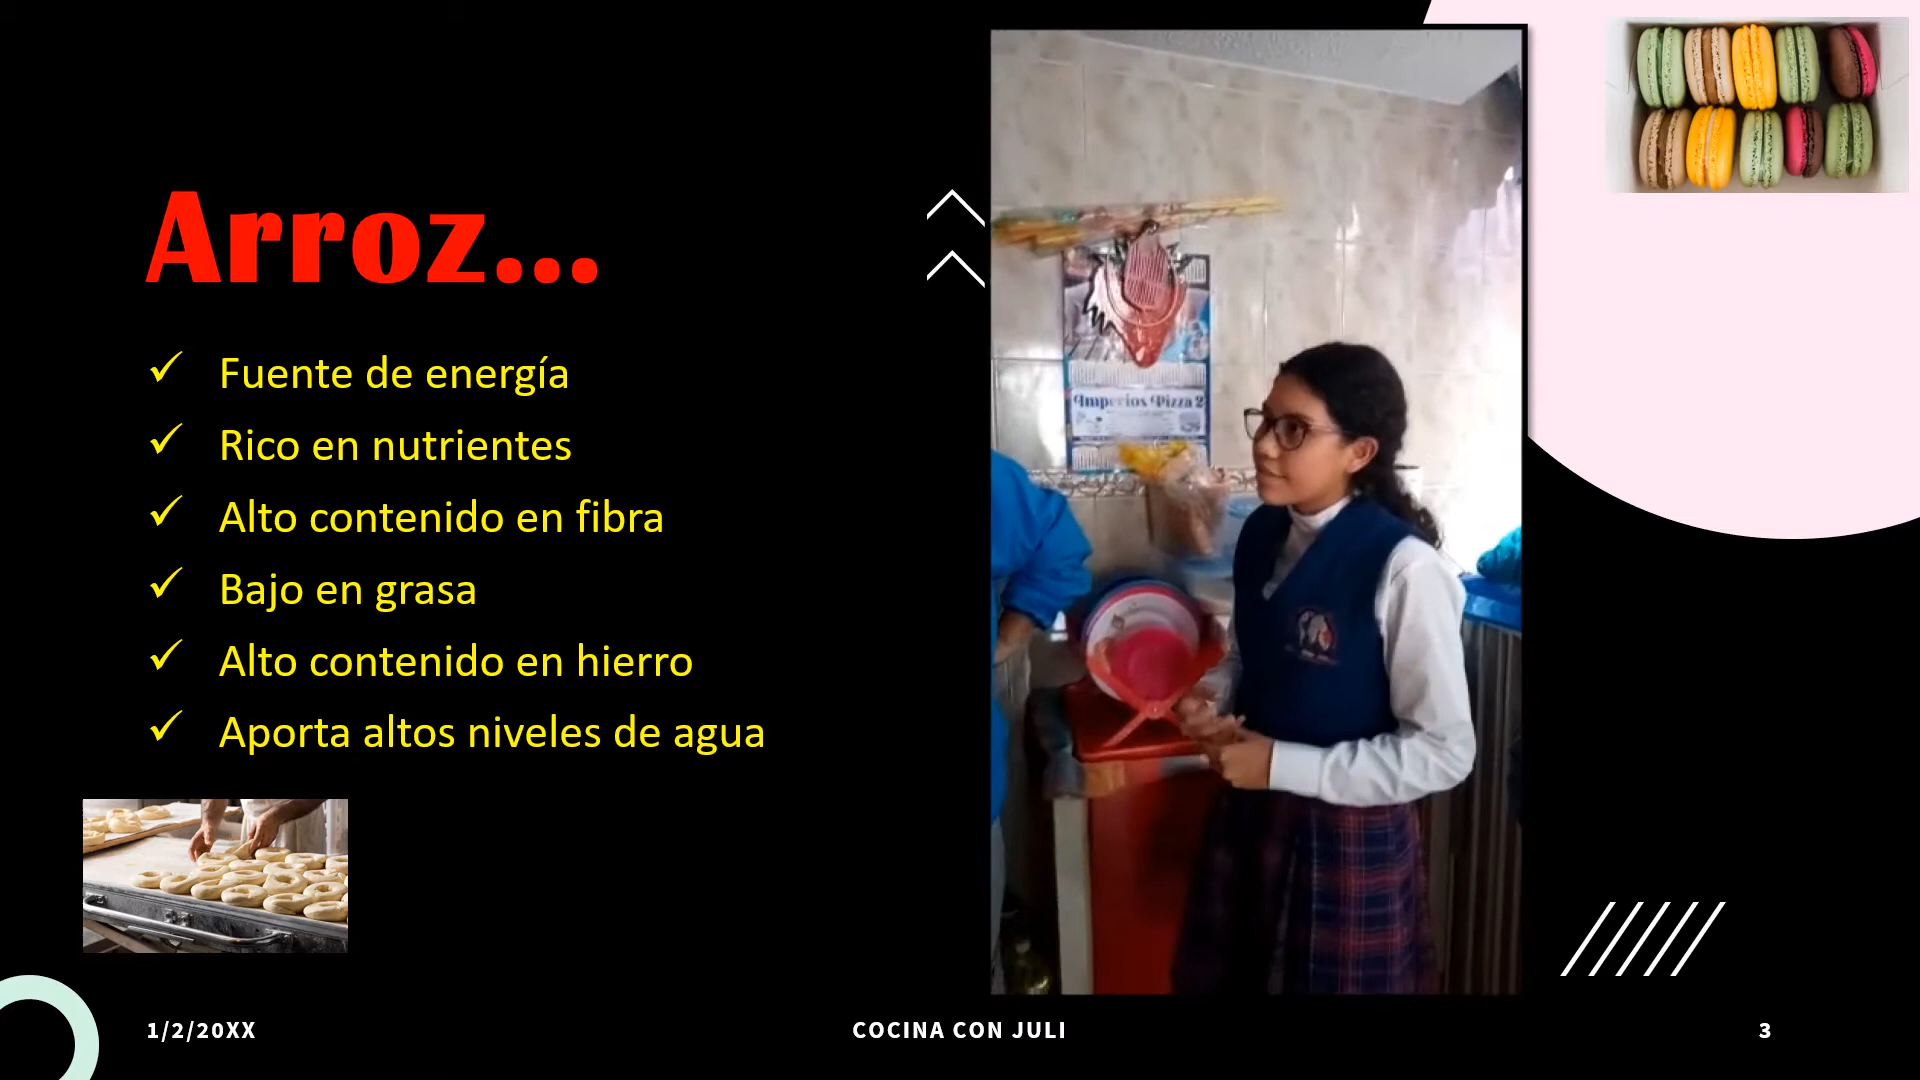 Arroz...
✓ Fuente de energía
✓ Rico en nutrientes
✓ Alto contenido en fibra
✓ Bajo en grasa
✓ Alto contenido en hierro
✓ Aporta altos niveles de agua
Imperios Pizza 2
1/2/20XX
COCINA CON JULI
3